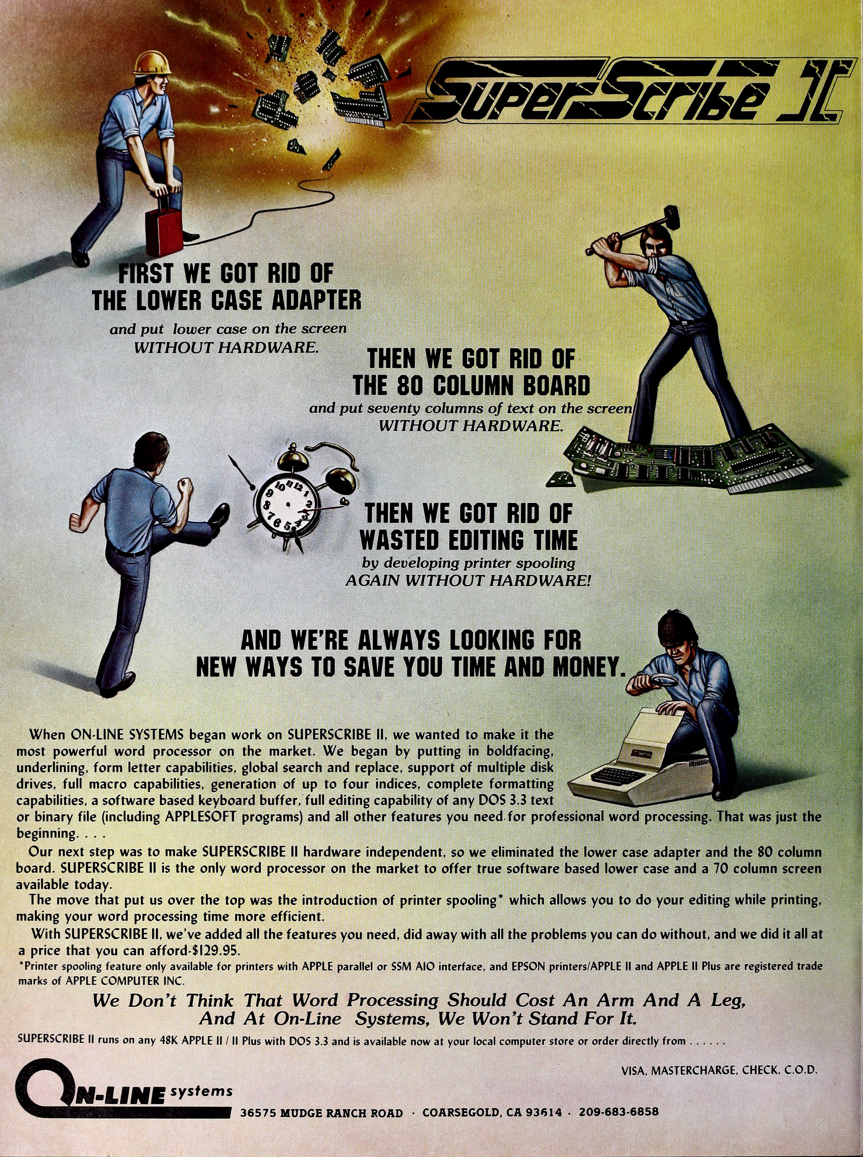 SuperScribe II
FIRST WE GOT RID OF
THE LOWER CASE ADAPTER
and put lower case on the screen
WITHOUT HARDWARE.
THEN WE GOT RID OF
THE 80 COLUMN BOARD
and put seventy columns of text on the screen
WITHOUT HARDWARE.
THEN WE GOT RID OF
WASTED EDITING TIME
by developing printer spooling
AGAIN WITHOUT HARDWARE!
AND WE'RE ALWAYS LOOKING FOR
NEW WAYS TO SAVE YOU TIME AND MONEY.
When ON-LINE SYSTEMS began work on SUPERSCRIBE II, we wanted to make it the
most powerful word processor on the market. We began by putting in boldfacing,
underlining, form letter capabilities, global search and replace, support of multiple disk
drives, full macro capabilities, generation of up to four indices, complete formatting
capabilities, a software based keyboard buffer, full editing capability of any DOS 3.3 text
or binary file (including APPLESOFT programs) and all other features you need for professional word processing. That was just the
beginning. . . .
Our next step was to make SUPERSCRIBE II hardware independent, so we eliminated the lower case adapter and the 80 column
board. SUPERSCRIBE II is the only word processor on the market to offer true software based lower case and a 70 column screen
available today.
The move that put us over the top was the introduction of printer spooling* which allows you to do your editing while printing,
making your word processing time more efficient.
With SUPERSCRIBE II, we've added all the features you need, did away with all the problems you can do without, and we did it all at
a price that you can afford-$129.95.
*Printer spooling feature only available for printers with APPLE parallel or SSM AIO interface, and EPSON printers/APPLE II and APPLE II Plus are registered trade
marks of APPLE COMPUTER INC.
We Don't Think That Word Processing Should Cost An Arm And A Leg,
And At On-Line Systems, We Won't Stand For It.
SUPERSCRIBE II runs on any 48K APPLE II / II Plus with DOS 3.3 and is available now at your local computer store or order directly from . . . . . .
VISA, MASTERCHARGE, CHECK, C.O.D.
ON-LINE systems
36575 MUDGE RANCH ROAD · COARSEGOLD, CA 93614 · 209-683-6858